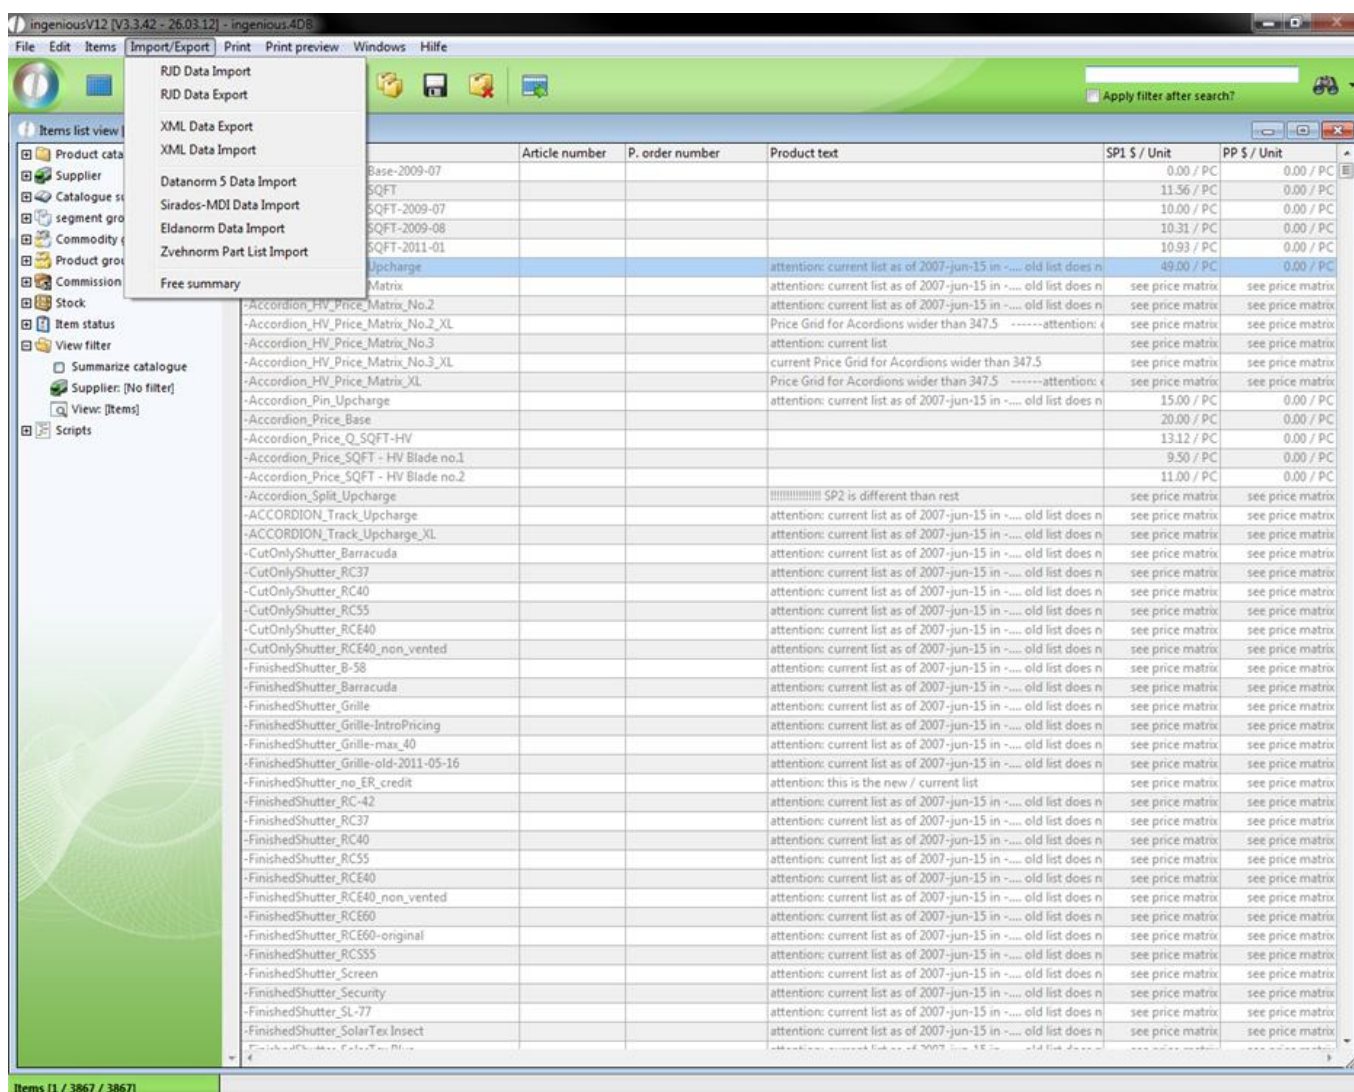 ingeniousV12 [V3.3.42 - 26.03.12] - ingenious.4DB
File Edit Items Import/Export Print Print preview Windows Hilfe
RJD Data Import
RJD Data Export
XML Data Export
XML Data Import
Datanorm 5 Data Import
Sirados-MDI Data Import
Eldanorm Data Import
Zvehnorm Part List Import
Free summary
Apply filter after search?
Items list view [
Product cata
Supplier
Catalogue su
segment gro
Commodity g
Product grou
Commission
Stock
Item status
View filter
Summarize catalogue
Supplier: [No filter]
View: [Items]
Scripts
Article number P. order number Product text SP1 $ / Unit PP $ / Unit
Base-2009-07 0.00 / PC 0.00 / PC
SQFT 11.56 / PC 0.00 / PC
SQFT-2009-07 10.00 / PC 0.00 / PC
SQFT-2009-08 10.31 / PC 0.00 / PC
SQFT-2011-01 10.93 / PC 0.00 / PC
Upcharge attention: current list as of 2007-jun-15 in -.... old list does n 49.00 / PC 0.00 / PC
Matrix attention: current list as of 2007-jun-15 in -.... old list does n see price matrix see price matrix
-Accordion_HV_Price_Matrix_No.2 attention: current list as of 2007-jun-15 in -.... old list does n see price matrix see price matrix
-Accordion_HV_Price_Matrix_No.2_XL Price Grid for Acordions wider than 347.5 ------attention: c see price matrix see price matrix
-Accordion_HV_Price_Matrix_No.3 attention: current list see price matrix see price matrix
-Accordion_HV_Price_Matrix_No.3_XL current Price Grid for Acordions wider than 347.5 see price matrix see price matrix
-Accordion_HV_Price_Matrix_XL Price Grid for Acordions wider than 347.5 ------attention: c see price matrix see price matrix
-Accordion_Pin_Upcharge attention: current list as of 2007-jun-15 in -.... old list does n 15.00 / PC 0.00 / PC
-Accordion_Price_Base 20.00 / PC 0.00 / PC
-Accordion_Price_Q_SQFT-HV 13.12 / PC 0.00 / PC
-Accordion_Price_SQFT - HV Blade no.1 9.50 / PC 0.00 / PC
-Accordion_Price_SQFT - HV Blade no.2 11.00 / PC 0.00 / PC
-Accordion_Split_Upcharge !!!!!!!!!!!!!!!! SP2 is different than rest see price matrix see price matrix
-ACCORDION_Track_Upcharge attention: current list as of 2007-jun-15 in -.... old list does n see price matrix see price matrix
-ACCORDION_Track_Upcharge_XL attention: current list as of 2007-jun-15 in -.... old list does n see price matrix see price matrix
-CutOnlyShutter_Barracuda attention: current list as of 2007-jun-15 in -.... old list does n see price matrix see price matrix
-CutOnlyShutter_RC37 attention: current list as of 2007-jun-15 in -.... old list does n see price matrix see price matrix
-CutOnlyShutter_RC40 attention: current list as of 2007-jun-15 in -.... old list does n see price matrix see price matrix
-CutOnlyShutter_RC55 attention: current list as of 2007-jun-15 in -.... old list does n see price matrix see price matrix
-CutOnlyShutter_RCE40 attention: current list as of 2007-jun-15 in -.... old list does n see price matrix see price matrix
-CutOnlyShutter_RCE40_non_vented attention: current list as of 2007-jun-15 in -.... old list does n see price matrix see price matrix
-FinishedShutter_B-58 attention: current list as of 2007-jun-15 in -.... old list does n see price matrix see price matrix
-FinishedShutter_Barracuda attention: current list as of 2007-jun-15 in -.... old list does n see price matrix see price matrix
-FinishedShutter_Grille attention: current list as of 2007-jun-15 in -.... old list does n see price matrix see price matrix
-FinishedShutter_Grille-IntroPricing attention: current list as of 2007-jun-15 in -.... old list does n see price matrix see price matrix
-FinishedShutter_Grille-max_40 attention: current list as of 2007-jun-15 in -.... old list does n see price matrix see price matrix
-FinishedShutter_Grille-old-2011-05-16 attention: current list as of 2007-jun-15 in -.... old list does n see price matrix see price matrix
-FinishedShutter_no_ER_credit attention: this is the new / current list see price matrix see price matrix
-FinishedShutter_RC-42 attention: current list as of 2007-jun-15 in -.... old list does n see price matrix see price matrix
-FinishedShutter_RC37 attention: current list as of 2007-jun-15 in -.... old list does n see price matrix see price matrix
-FinishedShutter_RC40 attention: current list as of 2007-jun-15 in -.... old list does n see price matrix see price matrix
-FinishedShutter_RC55 attention: current list as of 2007-jun-15 in -.... old list does n see price matrix see price matrix
-FinishedShutter_RCE40 attention: current list as of 2007-jun-15 in -.... old list does n see price matrix see price matrix
-FinishedShutter_RCE40_non_vented attention: current list as of 2007-jun-15 in -.... old list does n see price matrix see price matrix
-FinishedShutter_RCE60 attention: current list as of 2007-jun-15 in -.... old list does n see price matrix see price matrix
-FinishedShutter_RCE60-original attention: current list as of 2007-jun-15 in -.... old list does n see price matrix see price matrix
-FinishedShutter_RCS55 attention: current list as of 2007-jun-15 in -.... old list does n see price matrix see price matrix
-FinishedShutter_Screen attention: current list as of 2007-jun-15 in -.... old list does n see price matrix see price matrix
-FinishedShutter_Security attention: current list as of 2007-jun-15 in -.... old list does n see price matrix see price matrix
-FinishedShutter_SL-77 attention: current list as of 2007-jun-15 in -.... old list does n see price matrix see price matrix
-FinishedShutter_SolarTex Insect attention: current list as of 2007-jun-15 in -.... old list does n see price matrix see price matrix
Items [1 / 3867 / 3867]